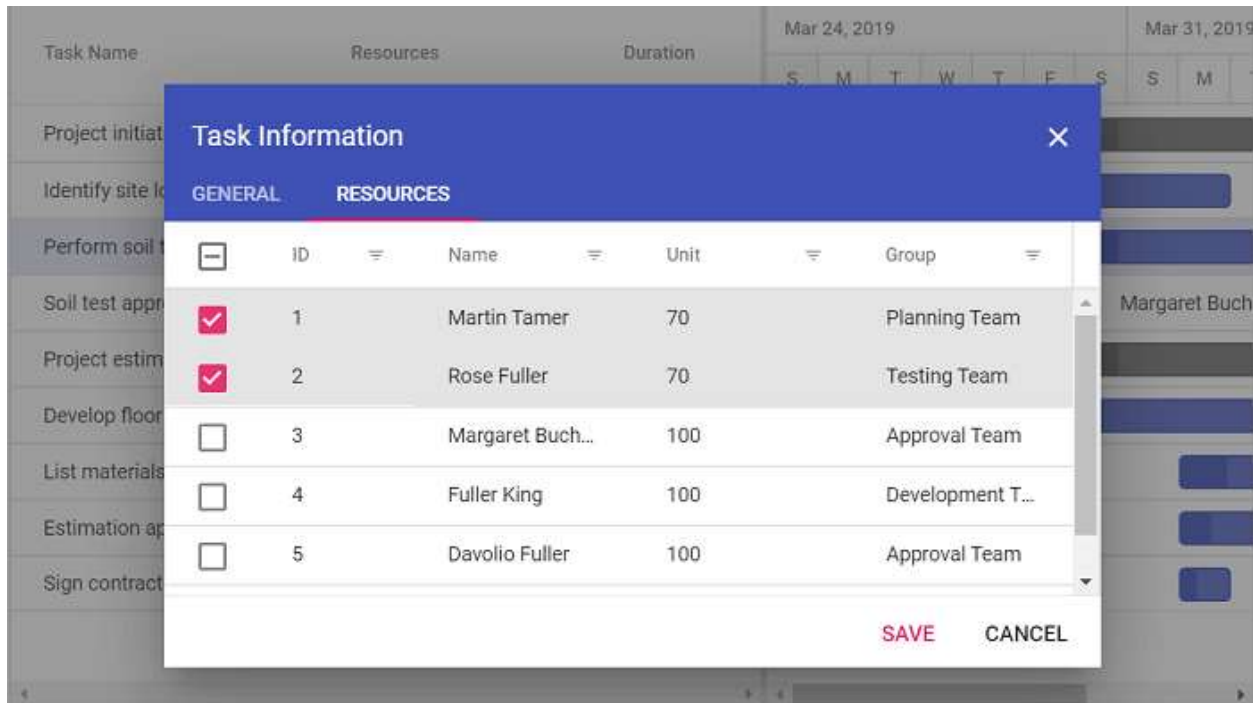 Mar 24, 2019 Mar 31, 2019
Task Name Resources Duration
S M T W T F S S M
Task Information
GENERAL RESOURCES
ID Name Unit Group
1 Martin Tamer 70 Planning Team
2 Rose Fuller 70 Testing Team
3 Margaret Buch... 100 Approval Team
4 Fuller King 100 Development T...
5 Davolio Fuller 100 Approval Team
SAVE CANCEL
Project initiat
Identify site lo
Perform soil t
Soil test appr
Margaret Buch
Project estim
Develop floor
List materials
Estimation ap
Sign contract